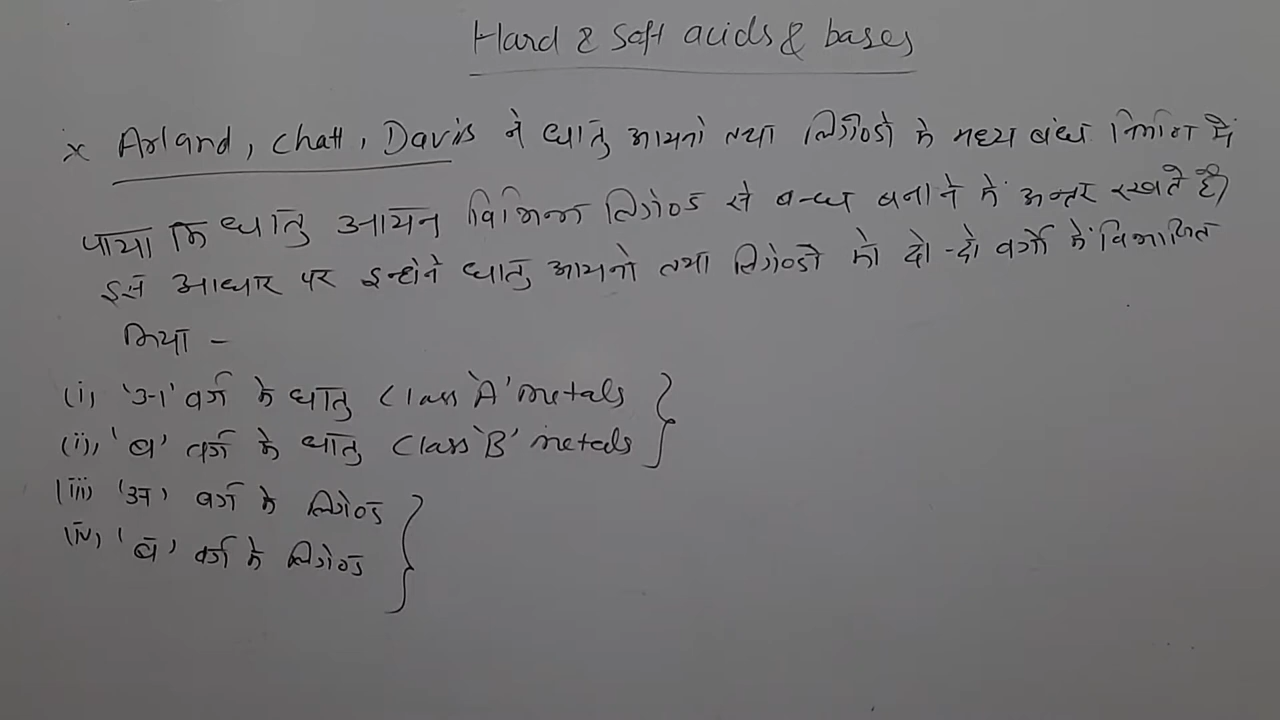 Hard & Soft acids & bases
x Arland, Chatt, Davis ने धातु आयनो तथा लिगेंडो के मध्य बंध निर्माण में
पाया कि धातु आयन विभिन्न लिगेण्ड से बन्ध बनाने में अन्तर रखते है,
इस आधार पर इन्होने धातु आयनो तथा लिगेण्डो को दो-दो वर्गो में विभाजित
किया -
(i) 'अ' वर्ग के धातु Class 'A' metals
(ii) 'ब' वर्ग के धातु Class 'B' metals
(iii) 'अ' वर्ग के लिगेण्ड
(iv) 'ब' वर्ग के लिगेण्ड